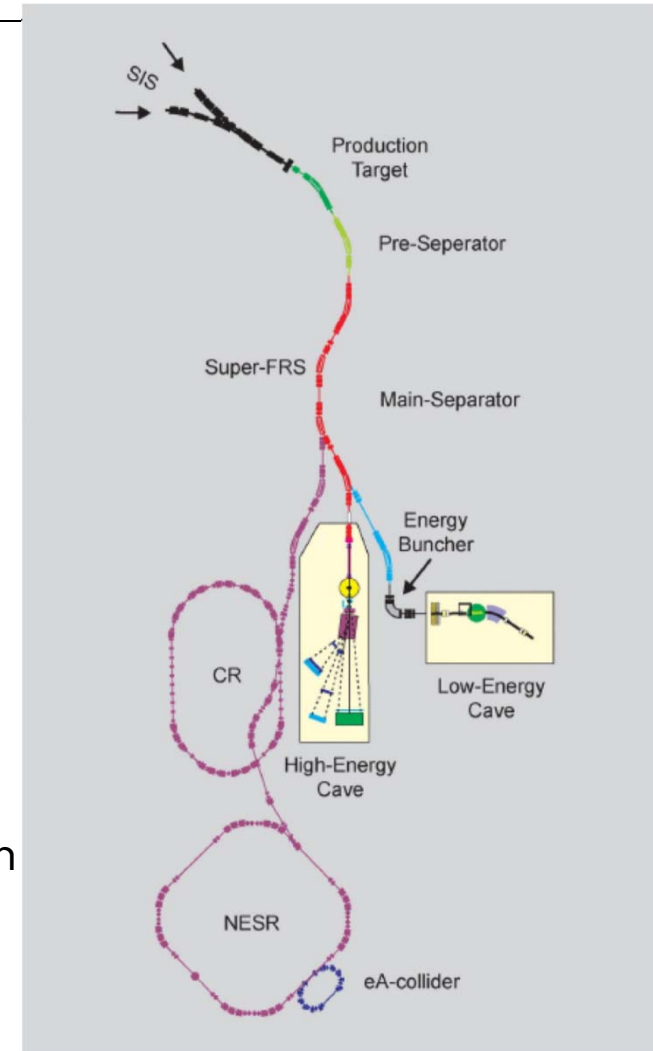 SIS
Production
Target
Pre-Seperator
Super-FRS
Main-Separator
Energy
Buncher
CR
Low-Energy
Cave
High-Energy
Cave
n
NESR
eA-collider